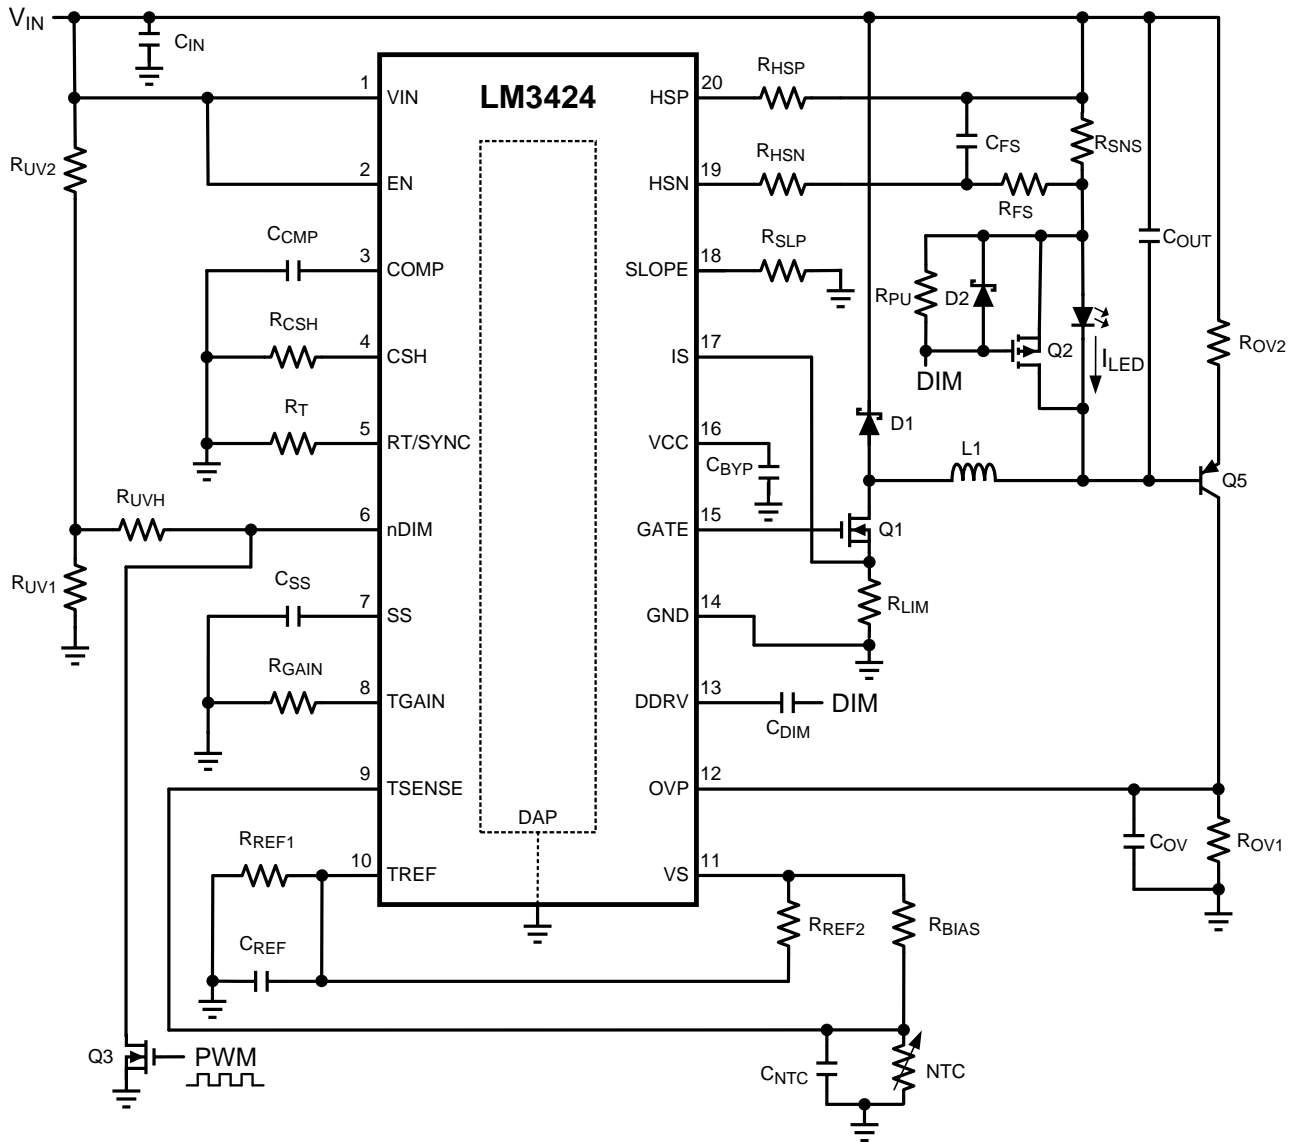 VIN
CIN
LM3424
1
VIN
RUV2
2
EN
CCMP
3
COMP
RCSH
4
CSH
RT
5
RT/SYNC
RUVH
6
nDIM
RUV1
CSS
7
SS
RGAIN
8
TGAIN
9
TSENSE
RREF1
10
TREF
CREF
DAP
20
HSP
RHSP
19
HSN
RHSN
CFS
RSNS
RFS
18
SLOPE
RSLP
COUT
RPU
D2
Q2
ILED
DIM
ROV2
17
IS
16
VCC
CBYP
D1
L1
Q5
15
GATE
Q1
14
GND
RLIM
13
DDRV
CDIM
DIM
12
OVP
COV
ROV1
11
VS
RREF2
RBIAS
CNTC
NTC
Q3
PWM